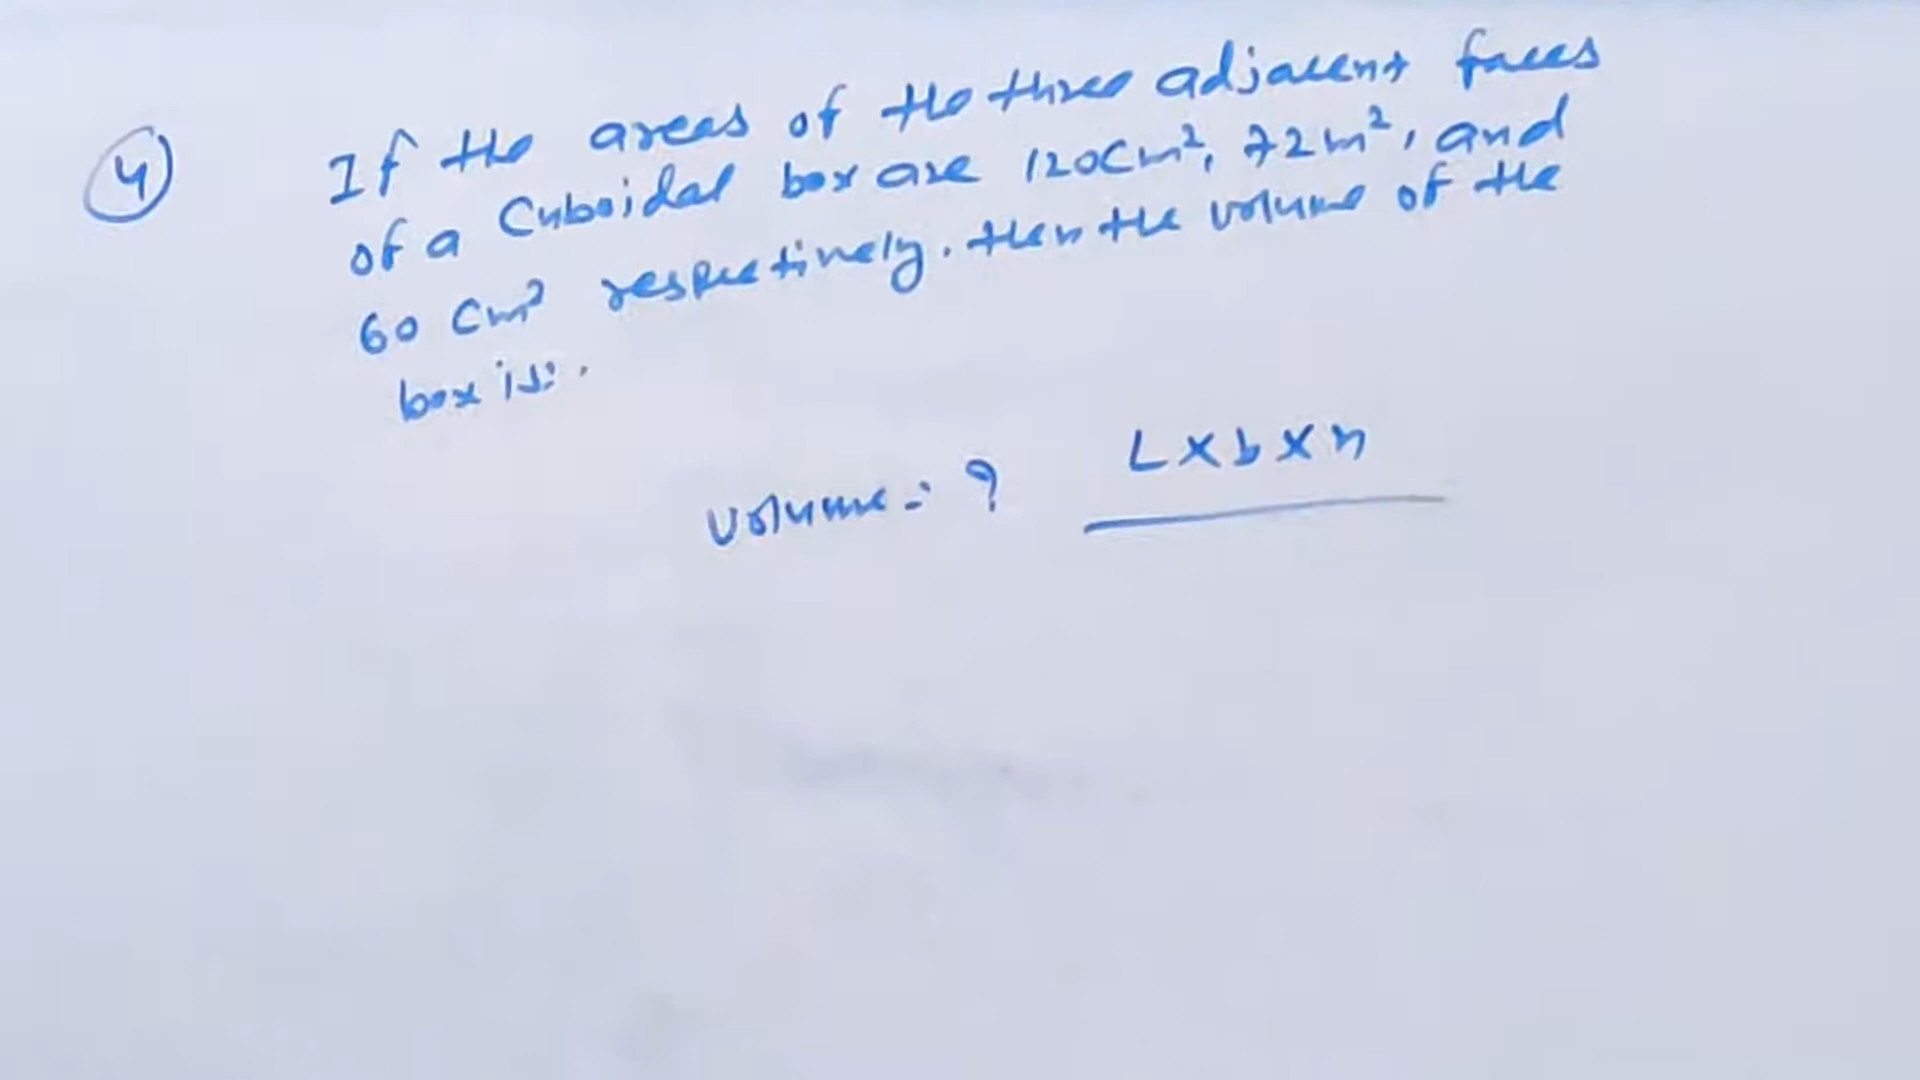 4
If the areas of the three adjacent faces
of a Cuboidal box are 120Cm², 72m², and
60 Cm² respectively. then the volume of the
box is:.
volume = ? L×b×h